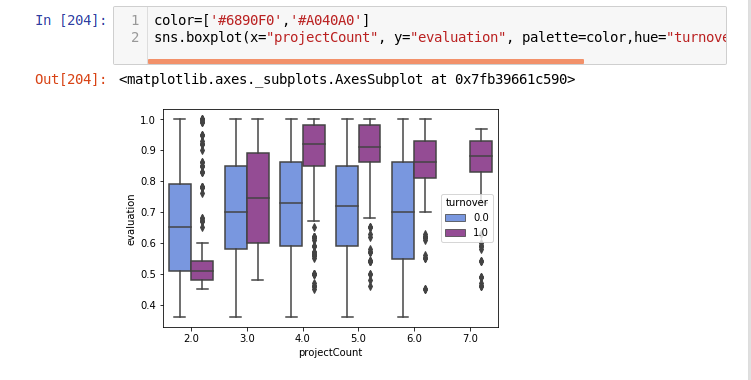 In [204]:
1 color=['#6890F0','#A040A0']
2 sns.boxplot(x="projectCount", y="evaluation", palette=color,hue="turnove
Out[204]: <matplotlib.axes._subplots.AxesSubplot at 0x7fb39661c590>
1.0
0.9
0.8
0.7
0.6
0.5
0.4
evaluation
turnover
0.0
1.0
2.0 3.0 4.0 5.0 6.0 7.0
projectCount